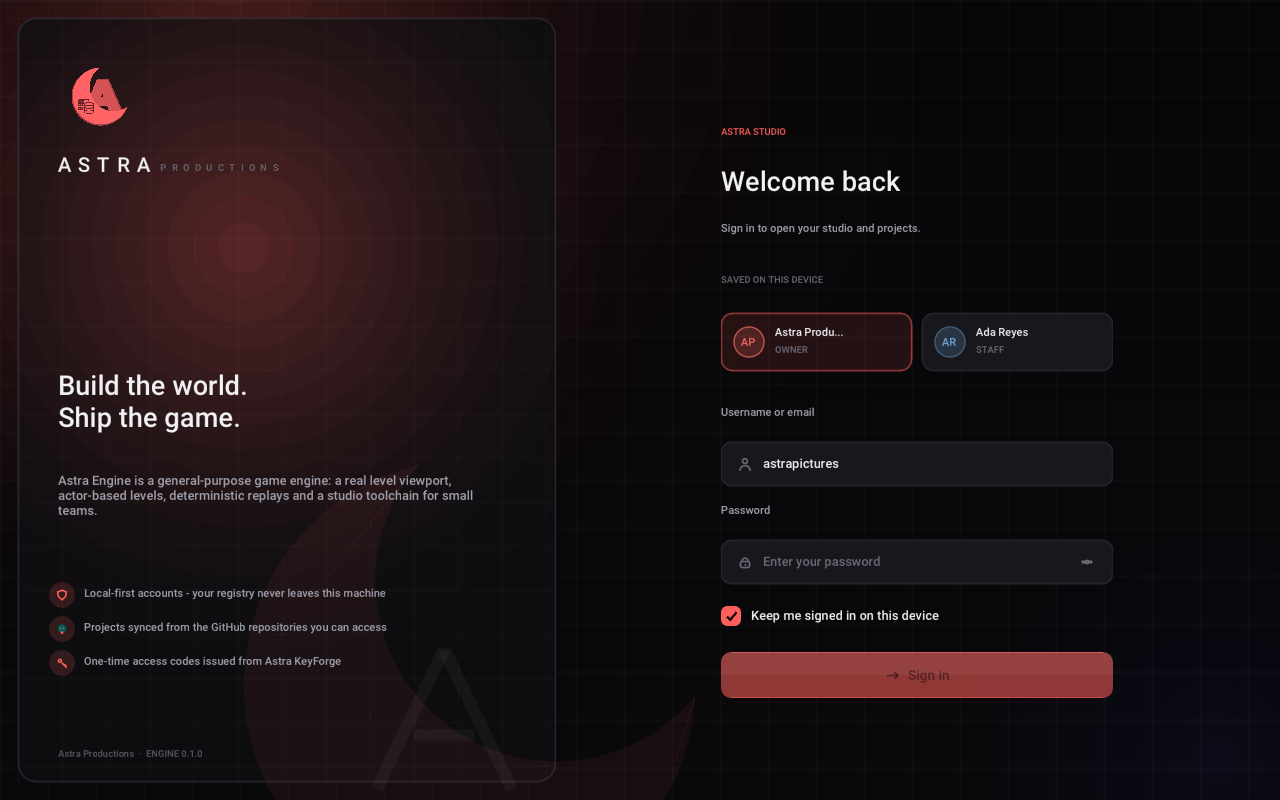 ASTRA PRODUCTIONS
Build the world.
Ship the game.
Astra Engine is a general-purpose game engine: a real level viewport,
actor-based levels, deterministic replays and a studio toolchain for small
teams.
Local-first accounts - your registry never leaves this machine
Projects synced from the GitHub repositories you can access
One-time access codes issued from Astra KeyForge
Astra Productions · ENGINE 0.1.0
ASTRA STUDIO
Welcome back
Sign in to open your studio and projects.
SAVED ON THIS DEVICE
AP
Astra Produ...
OWNER
AR
Ada Reyes
STAFF
Username or email
astrapictures
Password
Enter your password
Keep me signed in on this device
Sign in